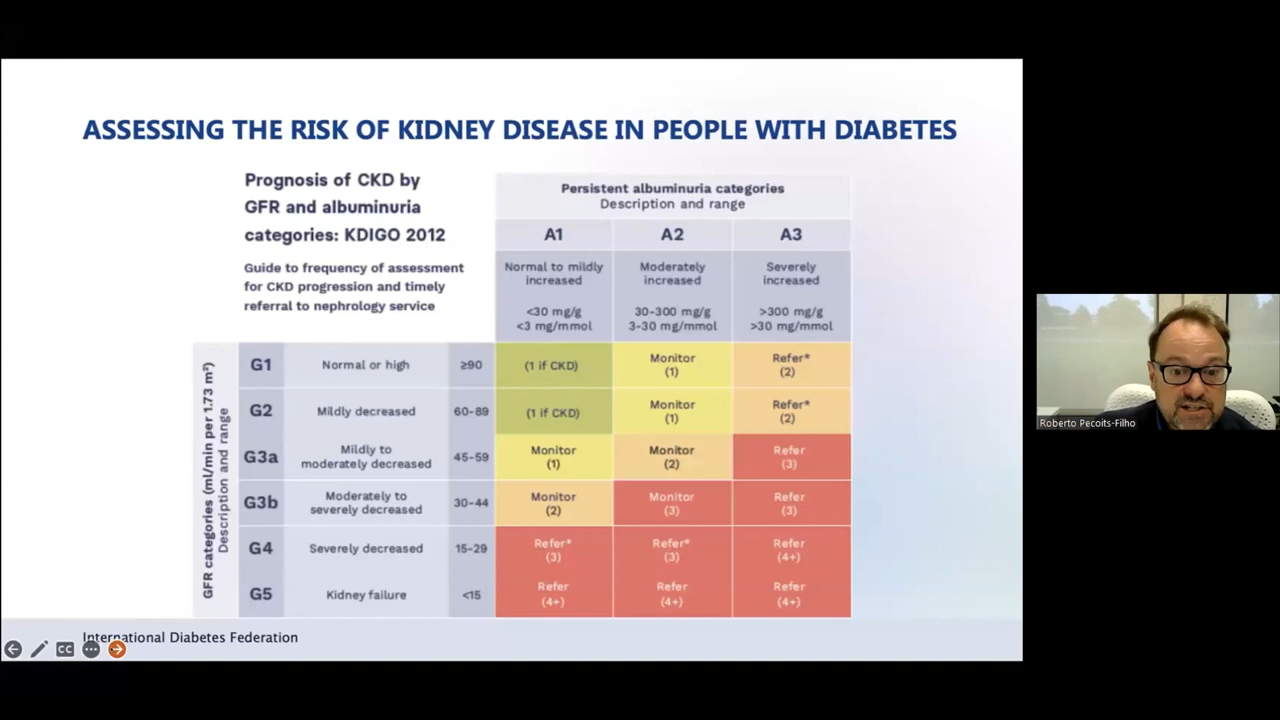 ASSESSING THE RISK OF KIDNEY DISEASE IN PEOPLE WITH DIABETES
Prognosis of CKD by
GFR and albuminuria
categories: KDIGO 2012
Guide to frequency of assessment
for CKD progression and timely
referral to nephrology service
Persistent albuminuria categories
Description and range
A1
A2
A3
Normal to mildly
increased
<30 mg/g
<3 mg/mmol
Moderately
increased
30-300 mg/g
3-30 mg/mmol
Severely
increased
>300 mg/g
>30 mg/mmol
GFR categories (ml/min per 1.73 m²)
Description and range
G1
Normal or high
≥90
(1 if CKD)
Monitor
(1)
Refer*
(2)
G2
Mildly decreased
60-89
(1 if CKD)
Monitor
(1)
Refer*
(2)
G3a
Mildly to
moderately decreased
45-59
Monitor
(1)
Monitor
(2)
Refer
(3)
G3b
Moderately to
severely decreased
30-44
Monitor
(2)
Monitor
(3)
Refer
(3)
G4
Severely decreased
15-29
Refer*
(3)
Refer*
(3)
Refer
(4+)
G5
Kidney failure
<15
Refer
(4+)
Refer
(4+)
Refer
(4+)
International Diabetes Federation
CC
Roberto Pecoits-Filho